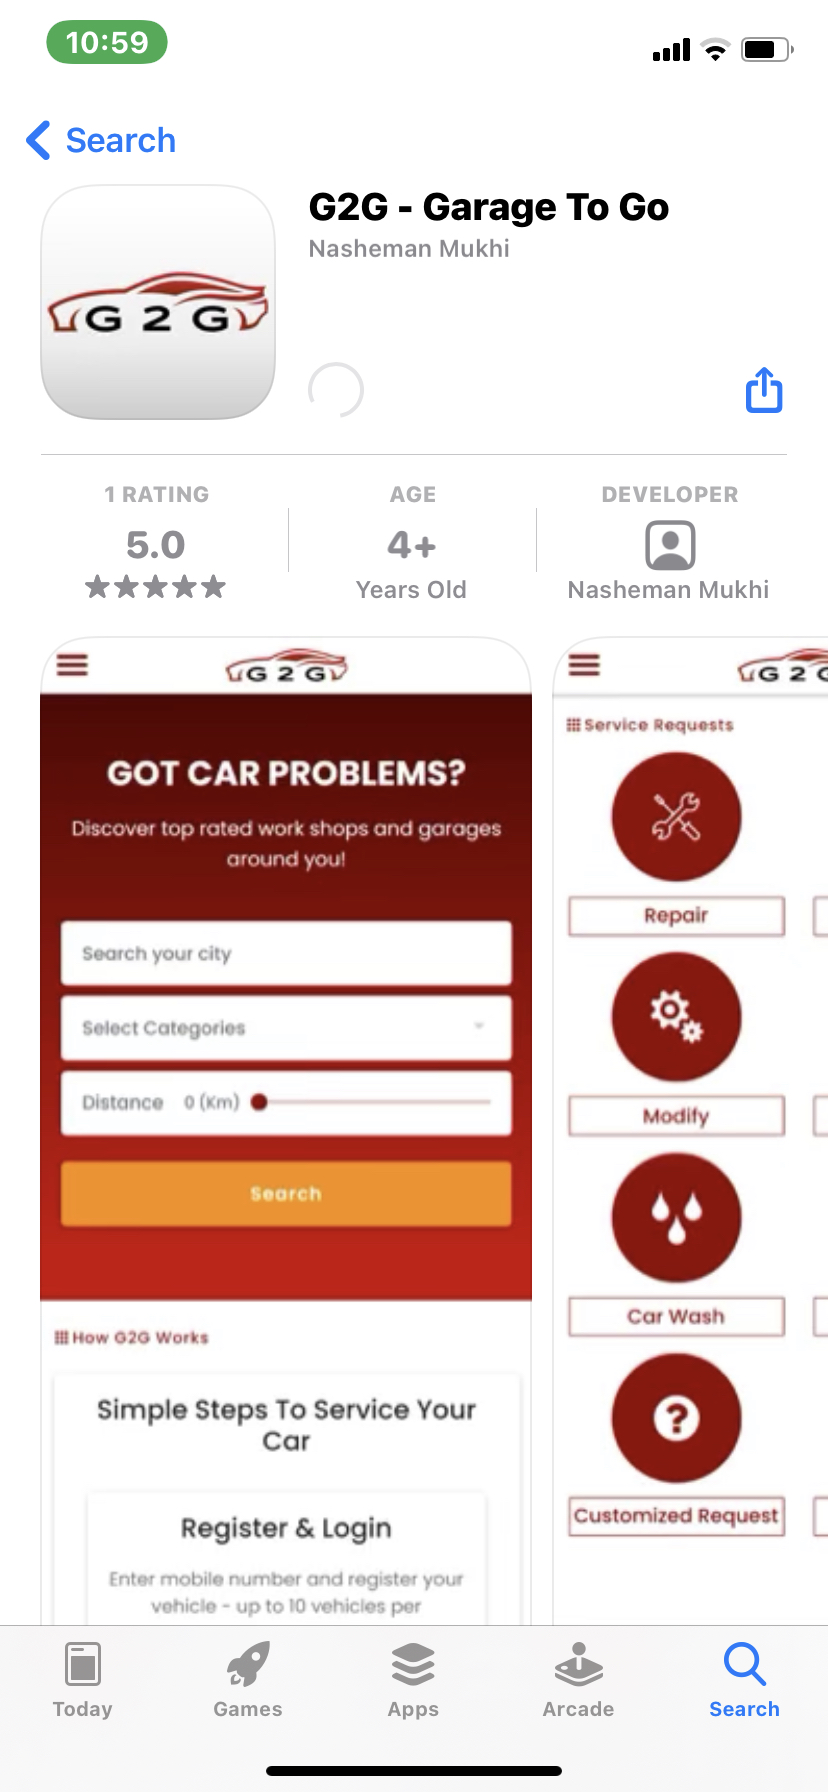 10:59
Search
G2G
G2G - Garage To Go
Nasheman Mukhi
1 RATING
5.0
AGE
4+
Years Old
DEVELOPER
Nasheman Mukhi
G2G
GOT CAR PROBLEMS?
Discover top rated work shops and garages
around you!
Search your city
Select Categories
Distance 0 (Km)
Search
How G2G Works
Simple Steps To Service Your
Car
Register & Login
Enter mobile number and register your
vehicle - up to 10 vehicles per
G 2
Service Requests
Repair
Modify
Car Wash
?
Customized Request
Today
Games
Apps
Arcade
Search